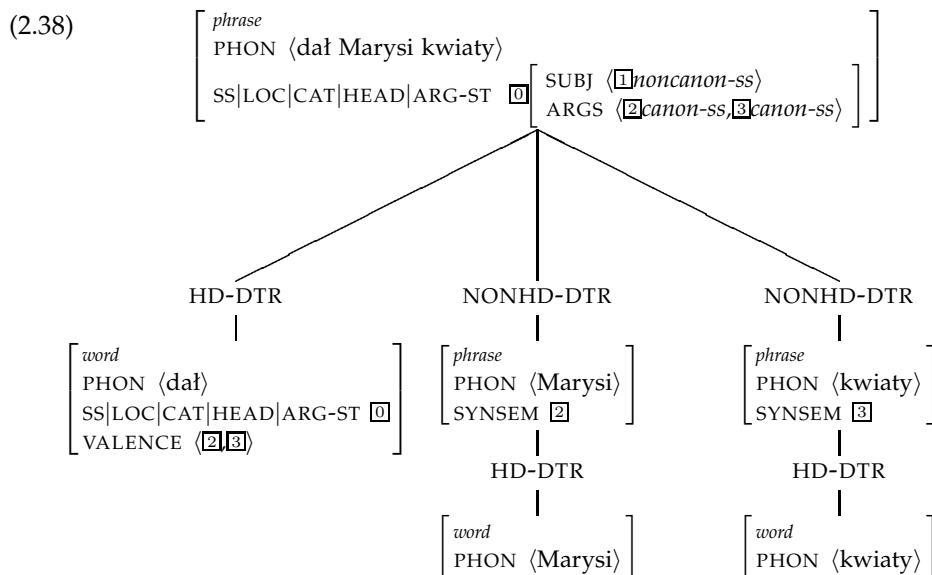 (2.38)
phrase
PHON ⟨dał Marysi kwiaty⟩
SS|LOC|CAT|HEAD|ARG-ST [0] [SUBJ ⟨[1]noncanon-ss⟩
ARGS ⟨[2]canon-ss,[3]canon-ss⟩]
HD-DTR NONHD-DTR NONHD-DTR
word
PHON ⟨dał⟩
SS|LOC|CAT|HEAD|ARG-ST [0]
VALENCE ⟨[2],[3]⟩
phrase
PHON ⟨Marysi⟩
SYNSEM [2]
phrase
PHON ⟨kwiaty⟩
SYNSEM [3]
HD-DTR HD-DTR
word
PHON ⟨Marysi⟩
word
PHON ⟨kwiaty⟩